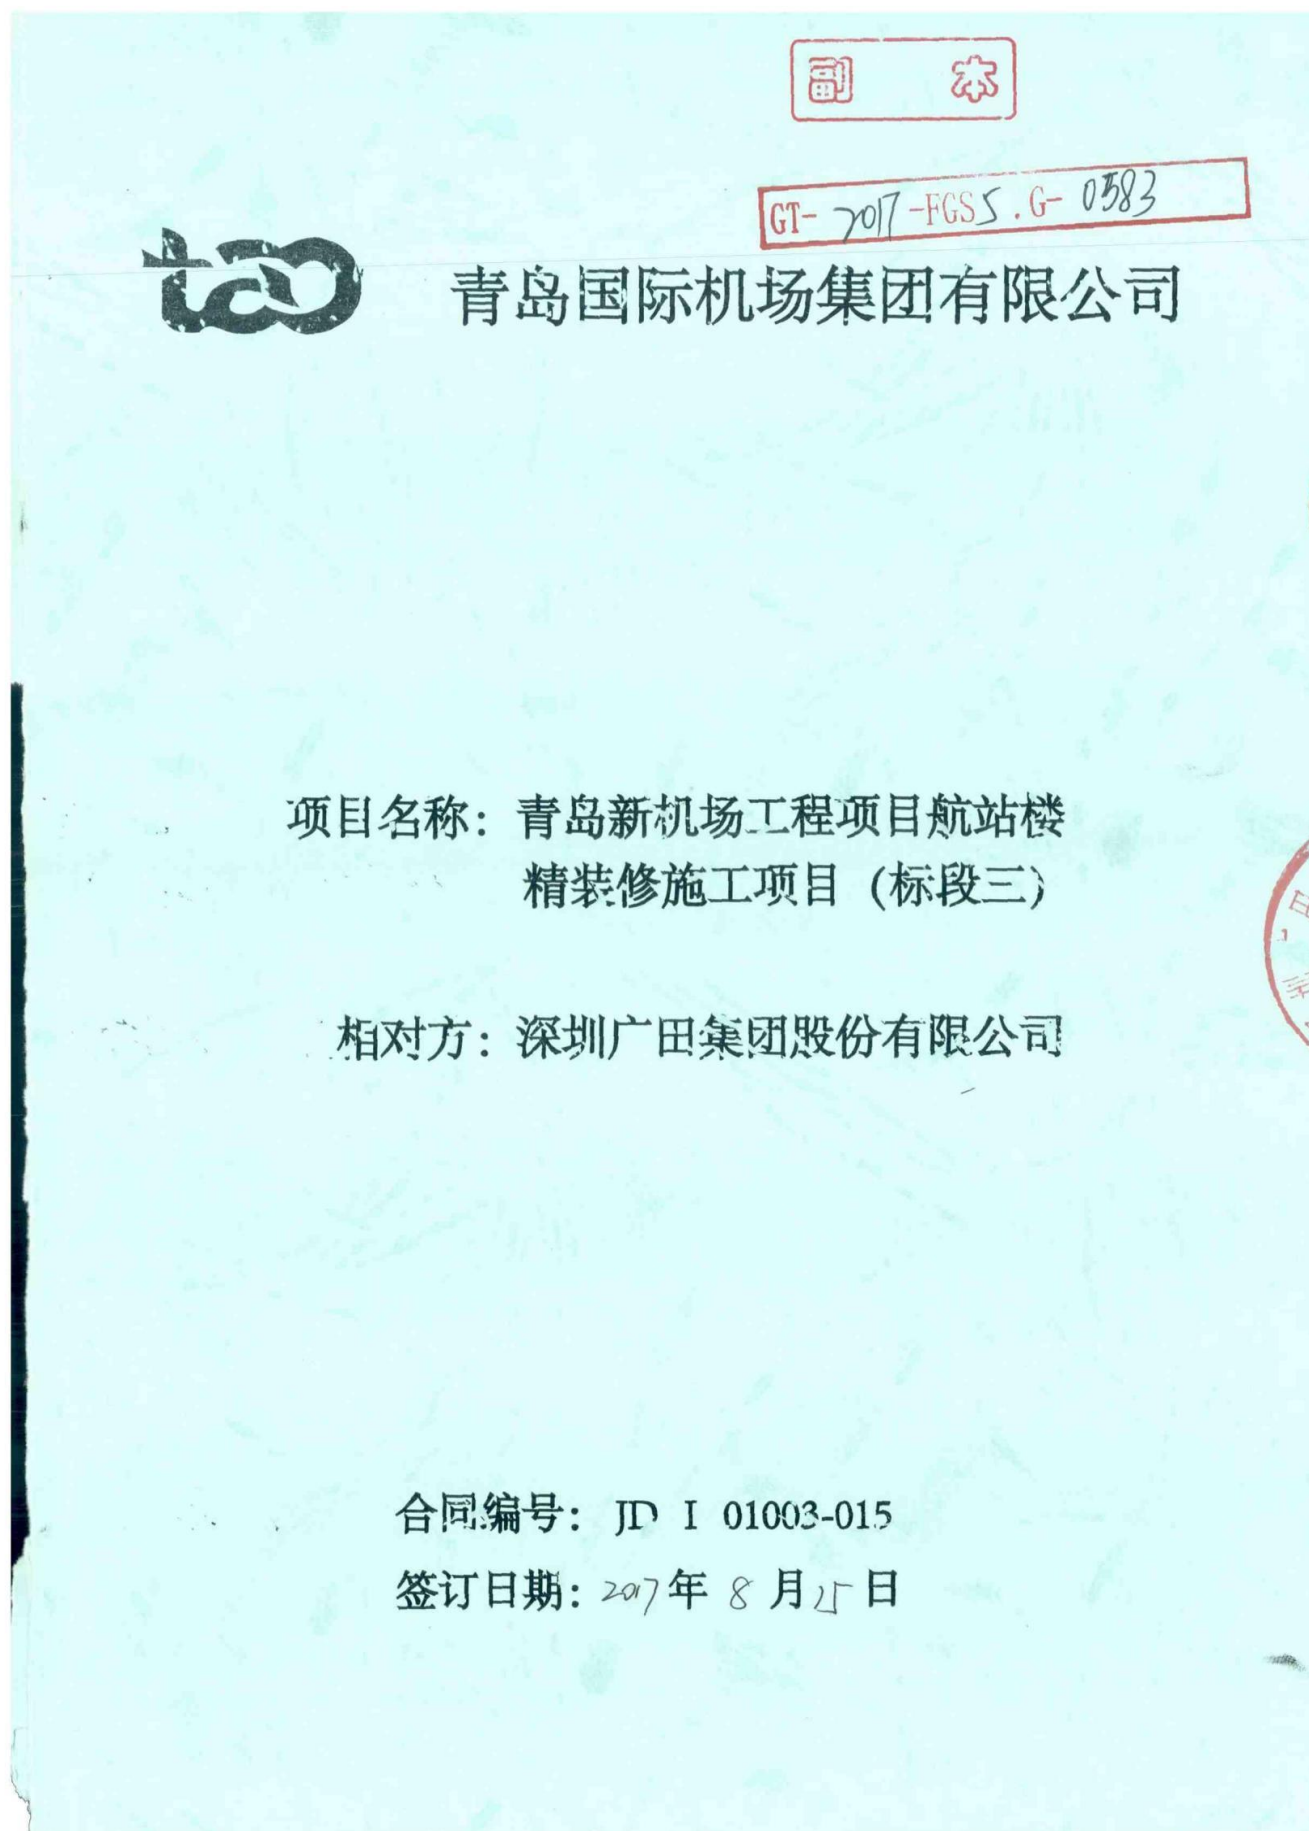 副 本
GT-2017-FGS5.G-0583
tao 青岛国际机场集团有限公司
项目名称：青岛新机场工程项目航站楼
精装修施工项目（标段三）
相对方：深圳广田集团股份有限公司
合同编号：JD I 01003-015
签订日期：2017年 8 月25日